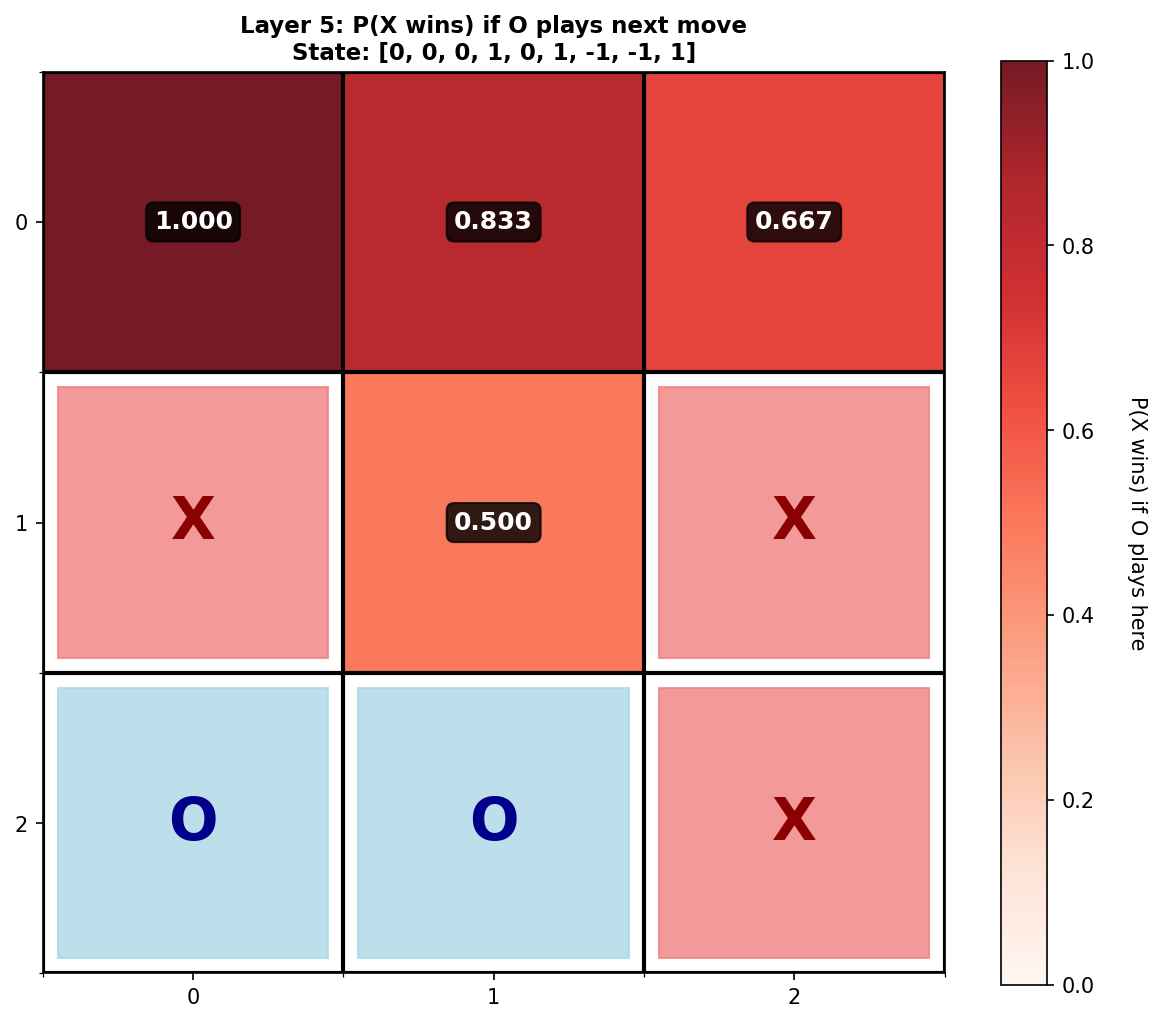 Layer 5: P(X wins) if O plays next move
State: [0, 0, 0, 1, 0, 1, -1, -1, 1]
0
1.000
0.833
0.667
1
X
0.500
X
2
O
O
X
0
1
2
1.0
0.8
0.6
0.4
0.2
0.0
P(X wins) if O plays here